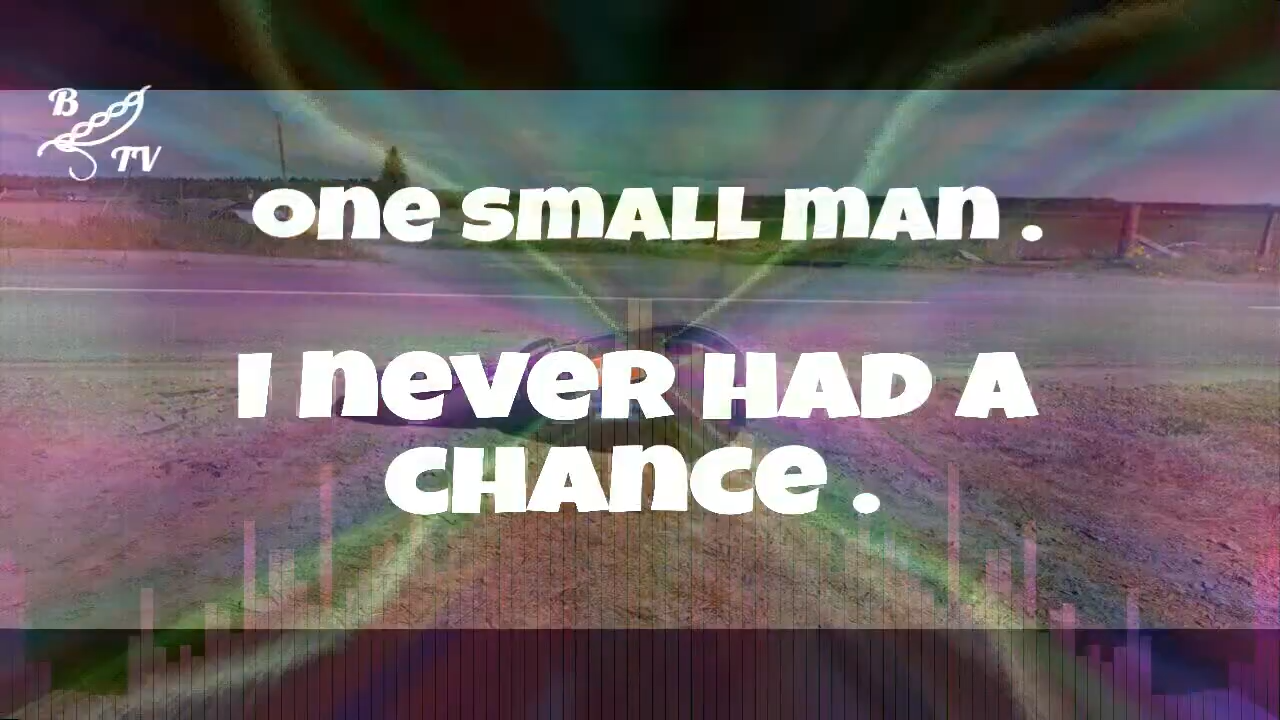 B
TV
One small man .
I never had a
chance .